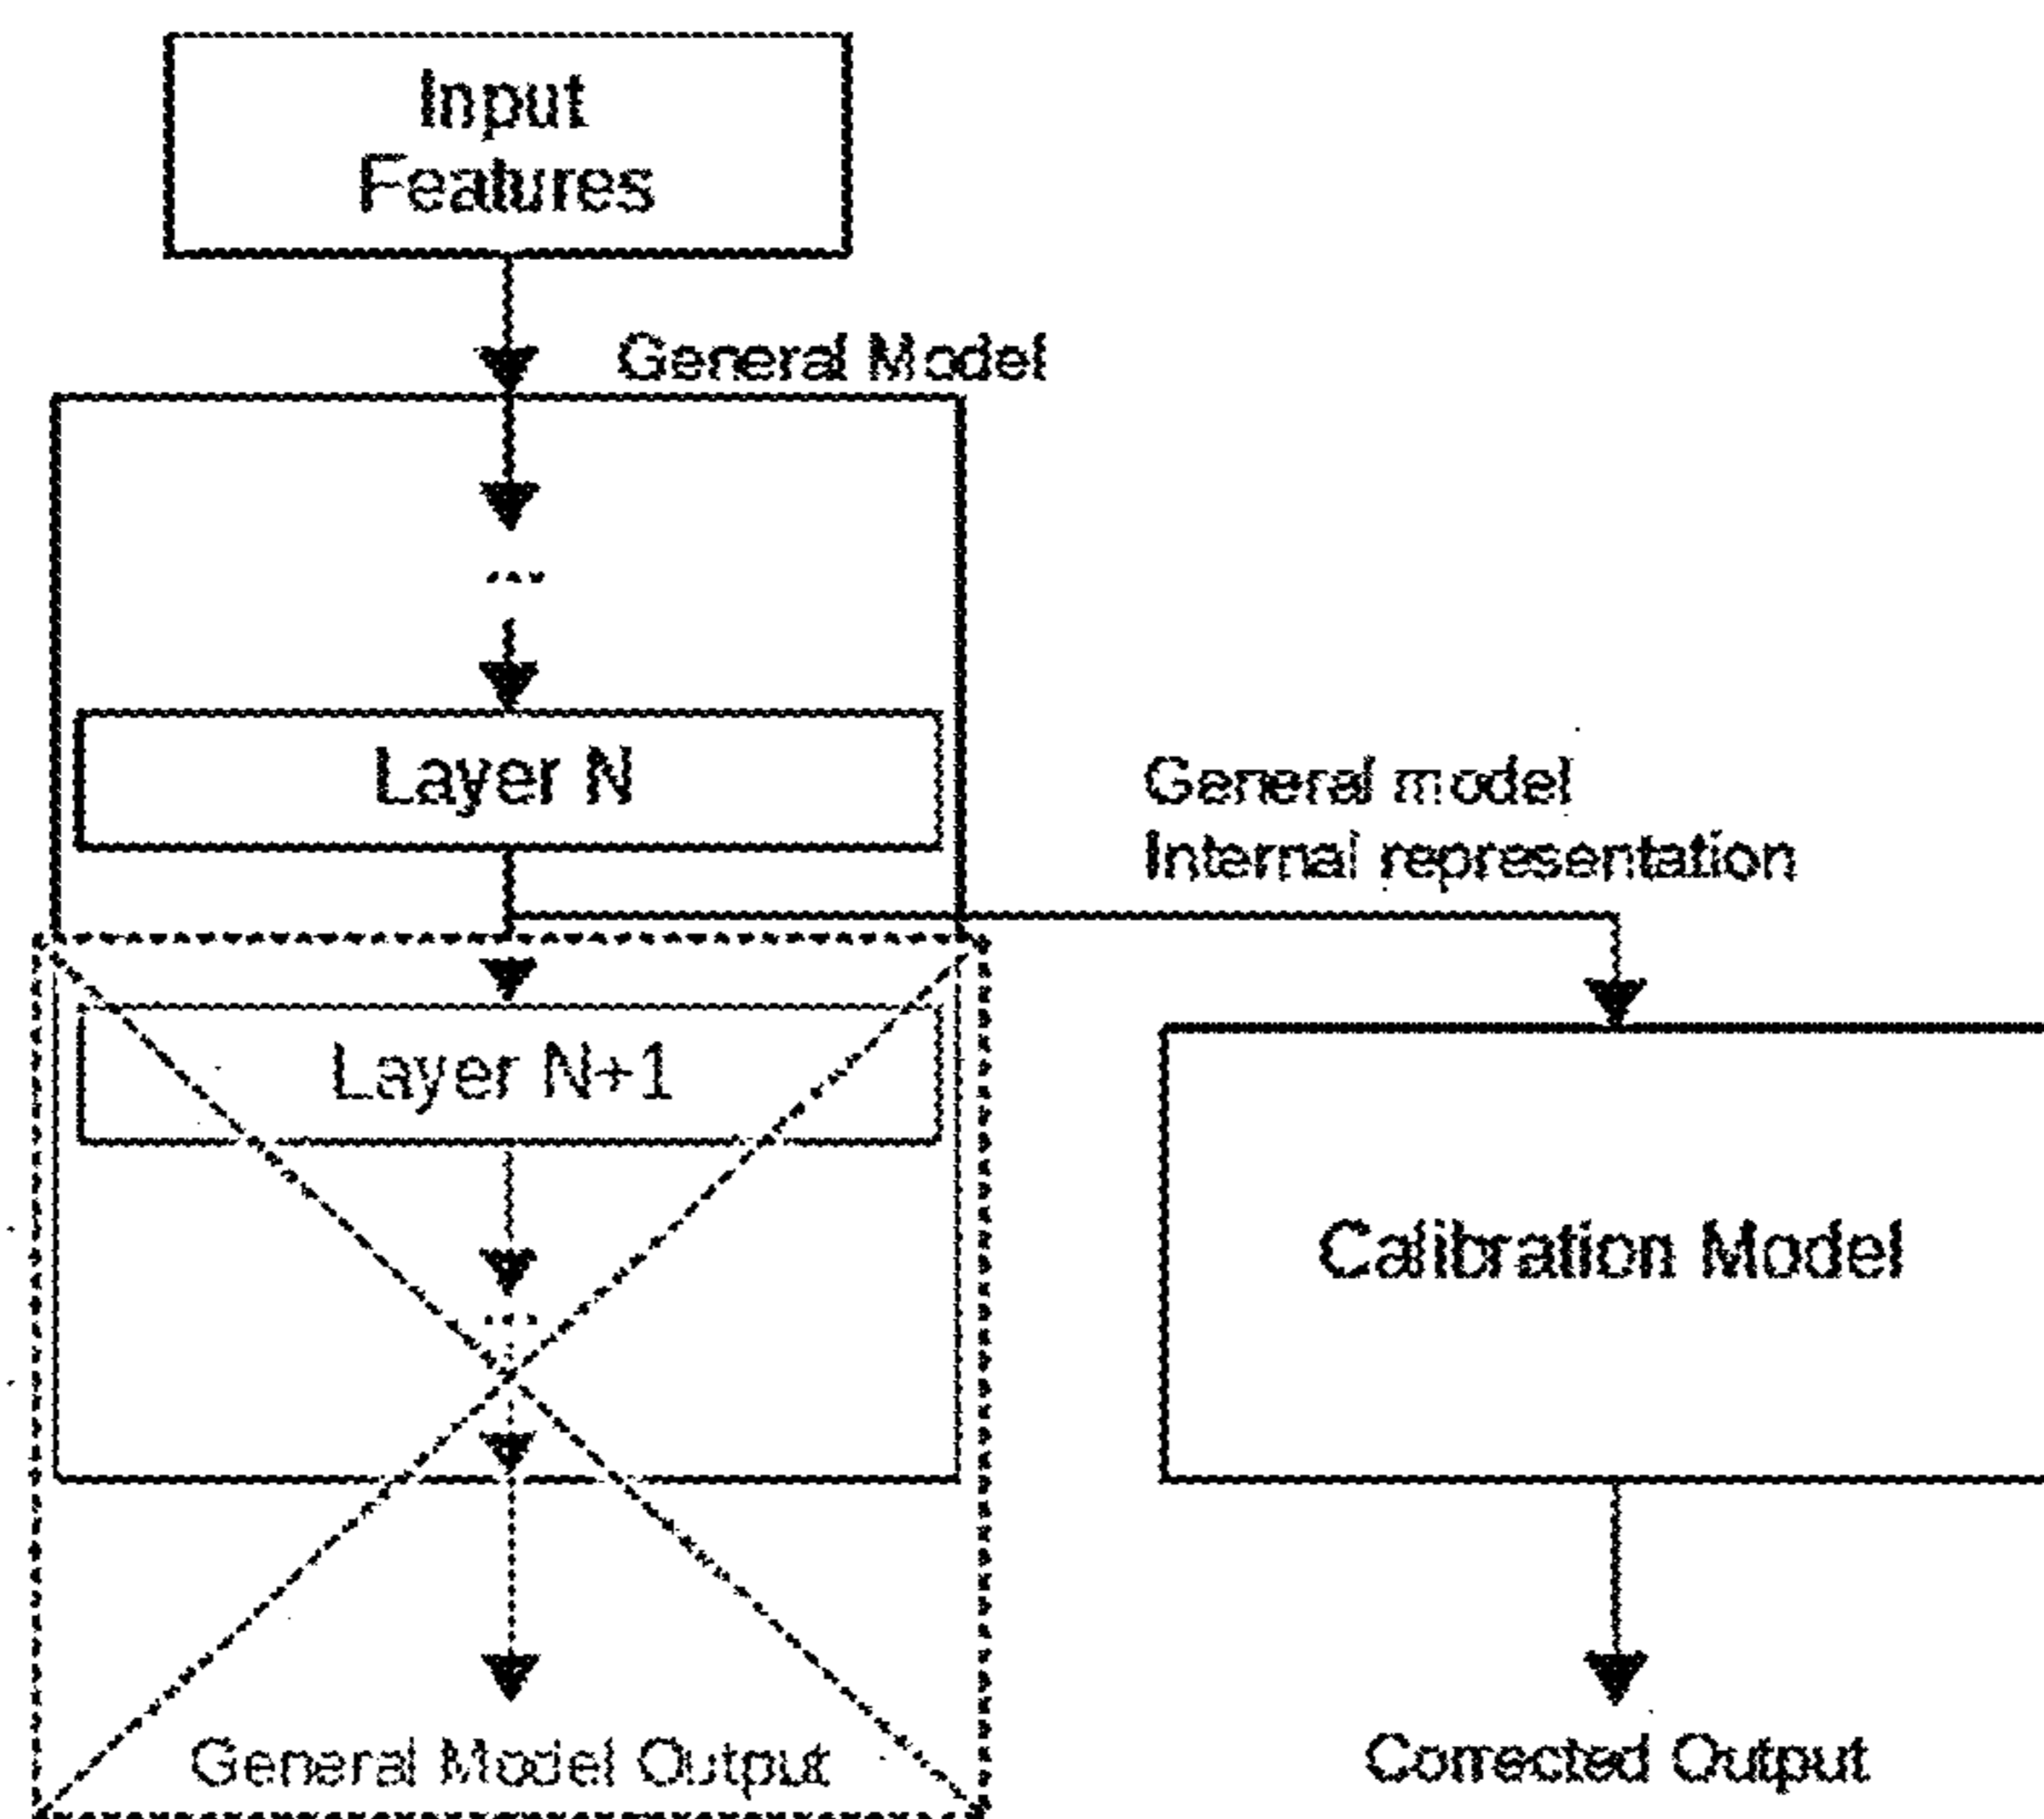 Input
Features
General Model
...
Layer N
General model
Internal representation
Layer N+1
...
Calibration Model
General Model Output
Corrected Output